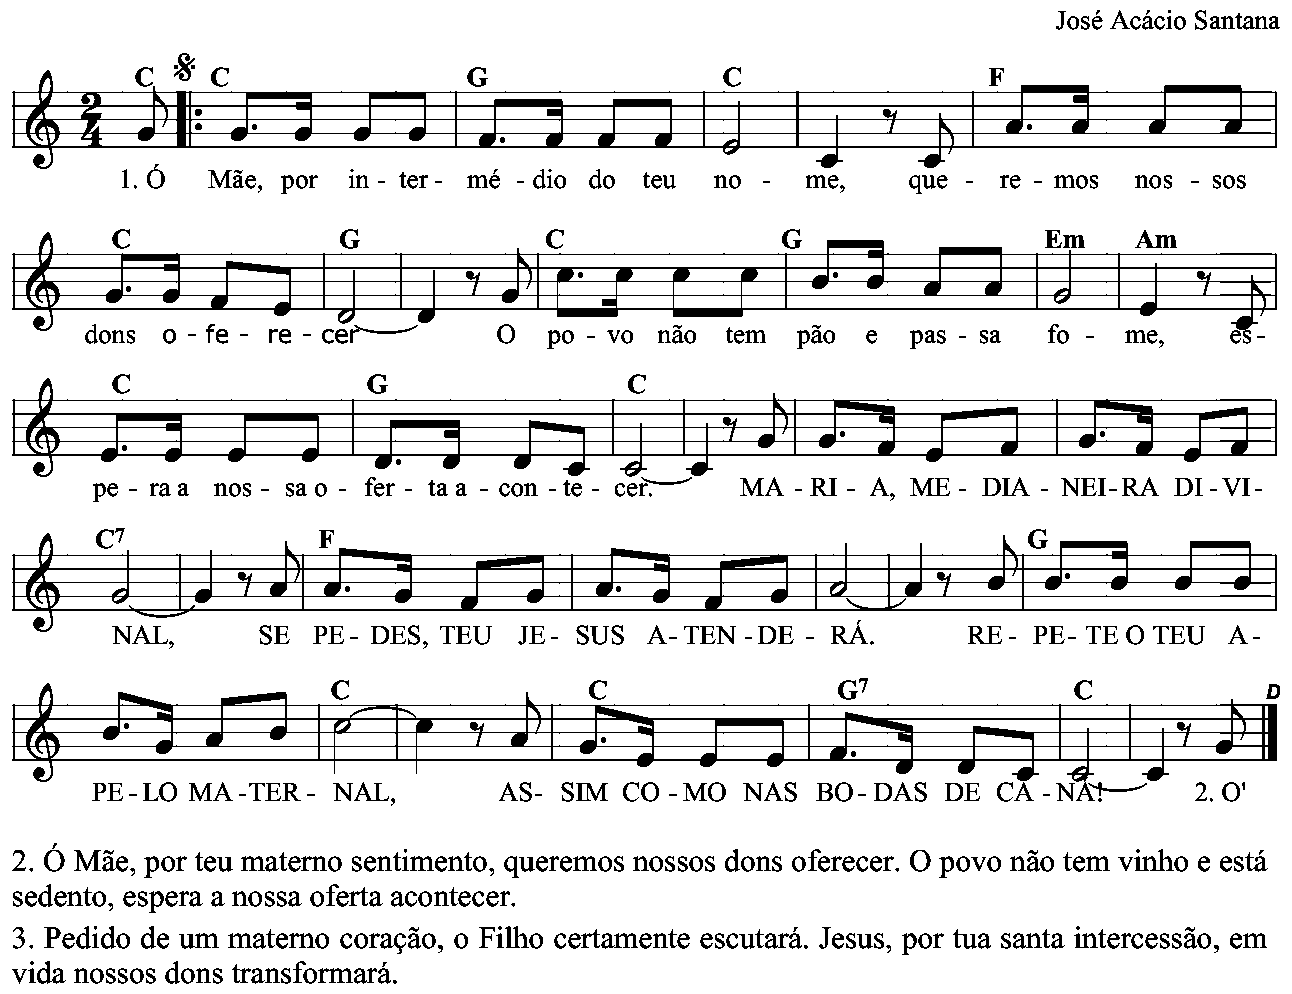 José Acácio Santana
C C G C F
1. Ó Mãe, por in - ter - mé - dio do teu no - me, que - re - mos nos - sos
C G C G Em Am
dons o - fe - re - cer O po - vo não tem pão e pas - sa fo - me, es-
C G C
pe - ra a nos - sa o - fer - ta a - con - te - cer. MA - RI - A, ME - DIA - NEI - RA DI - VI -
C7 F G
NAL, SE PE - DES, TEU JE - SUS A - TEN - DE - RÁ. RE - PE - TE O TEU A -
C C G7 C D
PE - LO MA - TER - NAL, AS- SIM CO - MO NAS BO - DAS DE CA - NÁ! 2. O'
2. Ó Mãe, por teu materno sentimento, queremos nossos dons oferecer. O povo não tem vinho e está
sedento, espera a nossa oferta acontecer.
3. Pedido de um materno coração, o Filho certamente escutará. Jesus, por tua santa intercessão, em
vida nossos dons transformará.